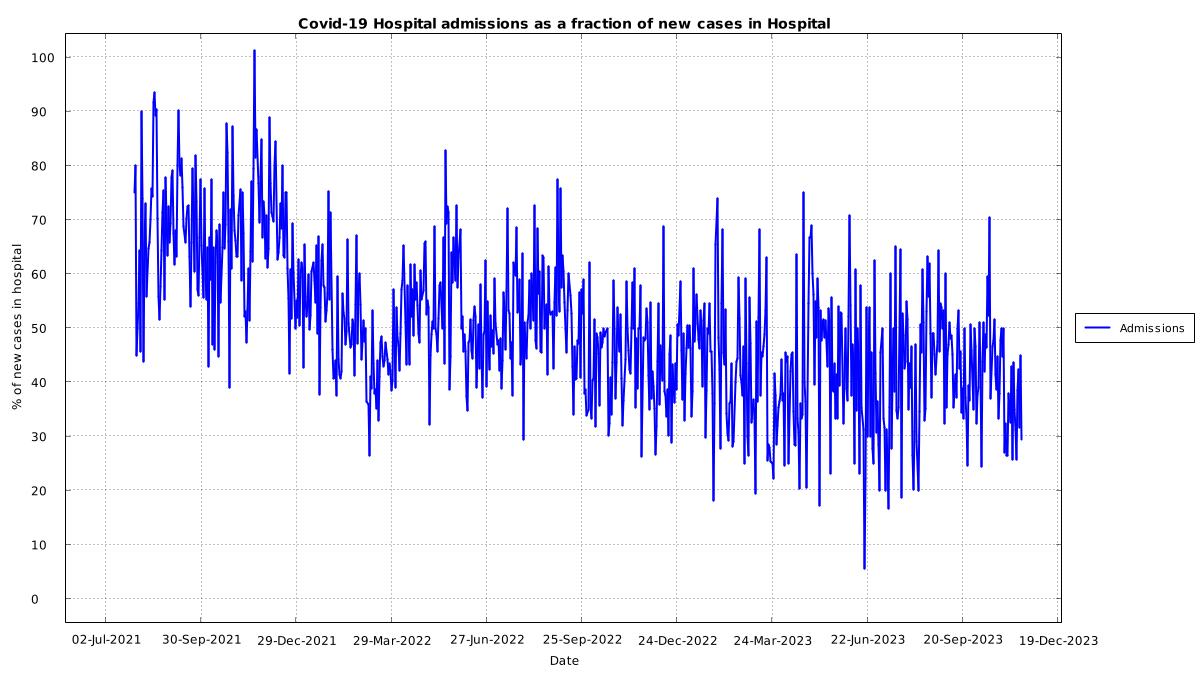 Covid-19 Hospital admissions as a fraction of new cases in Hospital
100
90
80
70
60
50
40
30
20
10
0
% of new cases in hospital
02-Jul-2021 30-Sep-2021 29-Dec-2021 29-Mar-2022 27-Jun-2022 25-Sep-2022 24-Dec-2022 24-Mar-2023 22-Jun-2023 20-Sep-2023 19-Dec-2023
Date
Admissions